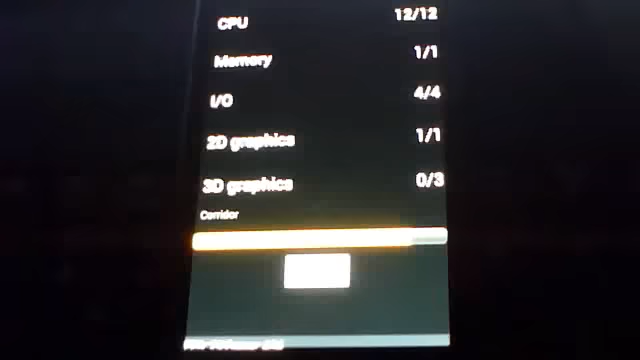 CPU 12/12
Memory 1/1
I/O 4/4
2D graphics 1/1
3D graphics 0/3
Corridor